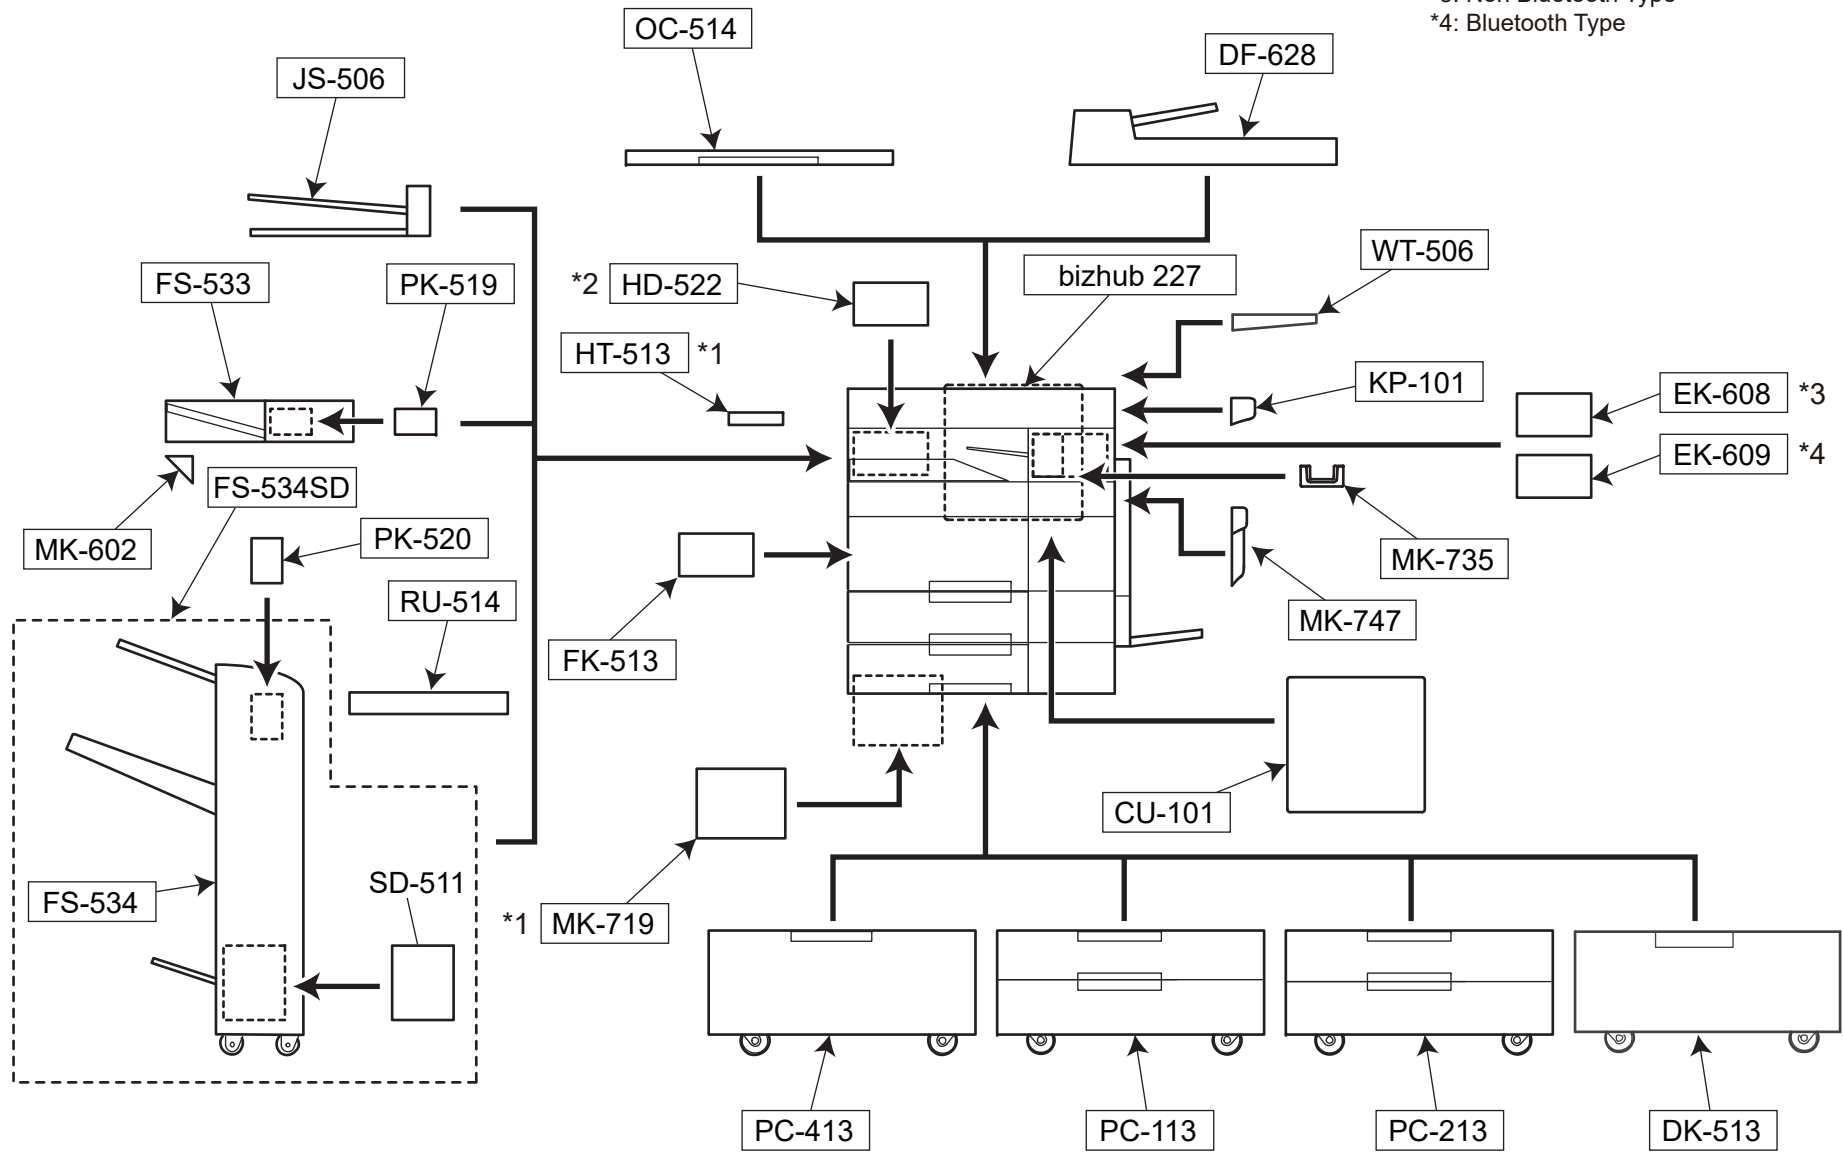 *4: Bluetooth Type
OC-514
DF-628
JS-506
WT-506
bizhub 227
FS-533
PK-519
*2 HD-522
HT-513 *1
KP-101
EK-608 *3
EK-609 *4
FS-534SD
MK-602
PK-520
MK-735
RU-514
MK-747
FK-513
CU-101
SD-511
FS-534
*1 MK-719
PC-413
PC-113
PC-213
DK-513